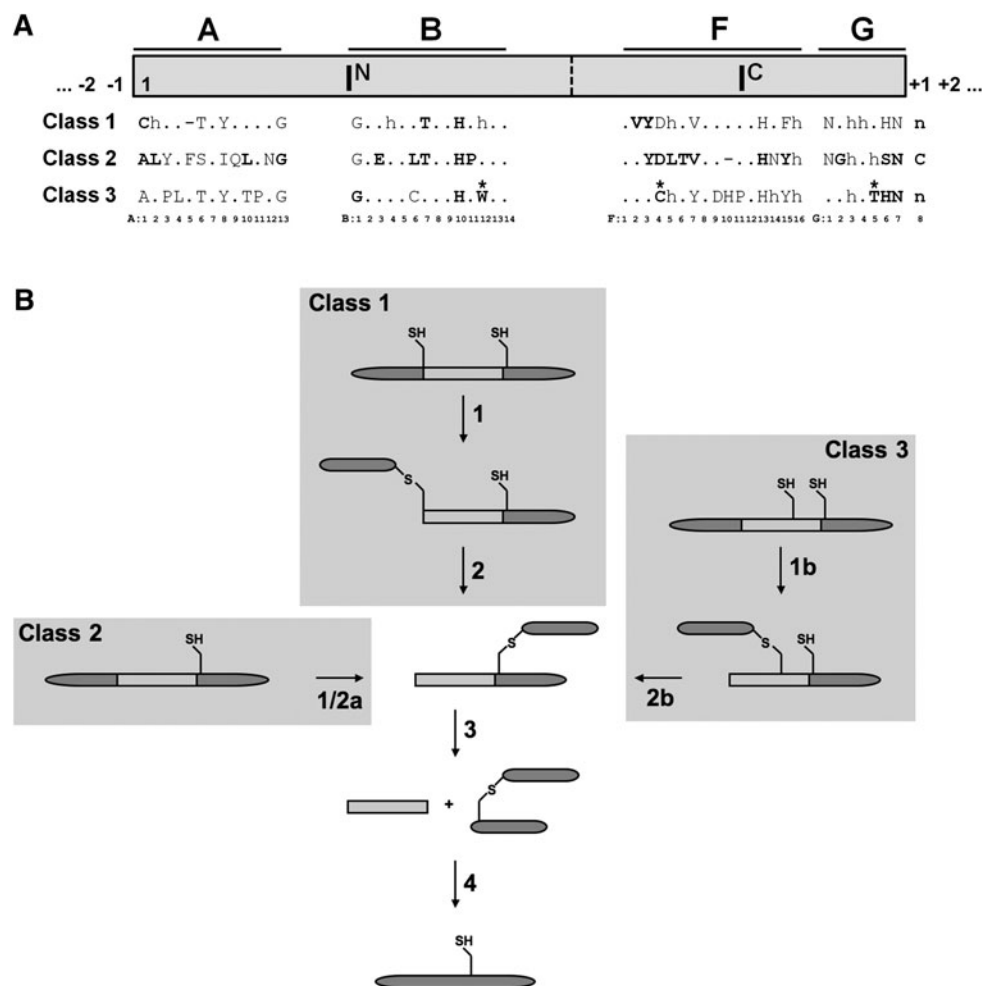 A
A B F G
... -2 -1 1 N C +1 +2 ...
Class 1 Ch..-T.Y....G G..h..T..H.h.. .VYDh.V.....H.Fh N.hh.HN n
Class 2 ALY.FS.IQL.NG G.E..LT..HP... ..YDLTV..-..HNYh NGh.hSN C
* * *
Class 3 A.PL.T.Y.TP.G G....C...H.W.. ...Ch.Y.DHP.HhYh ..h.THN n
A:1 2 3 4 5 6 7 8 9 10 11 12 13 B:1 2 3 4 5 6 7 8 9 10 11 12 13 14 F:1 2 3 4 5 6 7 8 9 10 11 12 13 14 15 16 G:1 2 3 4 5 6 7 8
B
Class 1
SH SH
1
S SH
2
Class 3
SH SH
1b
S SH
2b
Class 2
SH
1/2a
S
3
+ S
4
SH